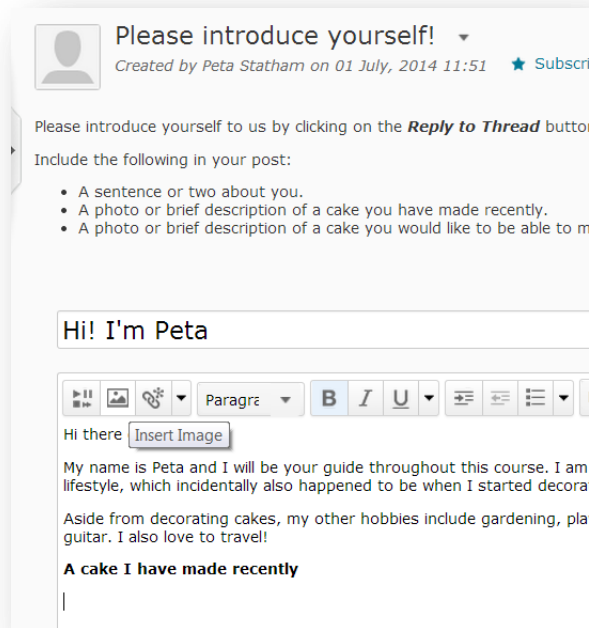 Please introduce yourself!
Created by Peta Statham on 01 July, 2014 11:51 Subscri
Please introduce yourself to us by clicking on the Reply to Thread button
Include the following in your post:
• A sentence or two about you.
• A photo or brief description of a cake you have made recently.
• A photo or brief description of a cake you would like to be able to m
Hi! I'm Peta
Paragra B I U
Hi there
Insert Image
My name is Peta and I will be your guide throughout this course. I am
lifestyle, which incidentally also happened to be when I started decora
Aside from decorating cakes, my other hobbies include gardening, pla
guitar. I also love to travel!
A cake I have made recently